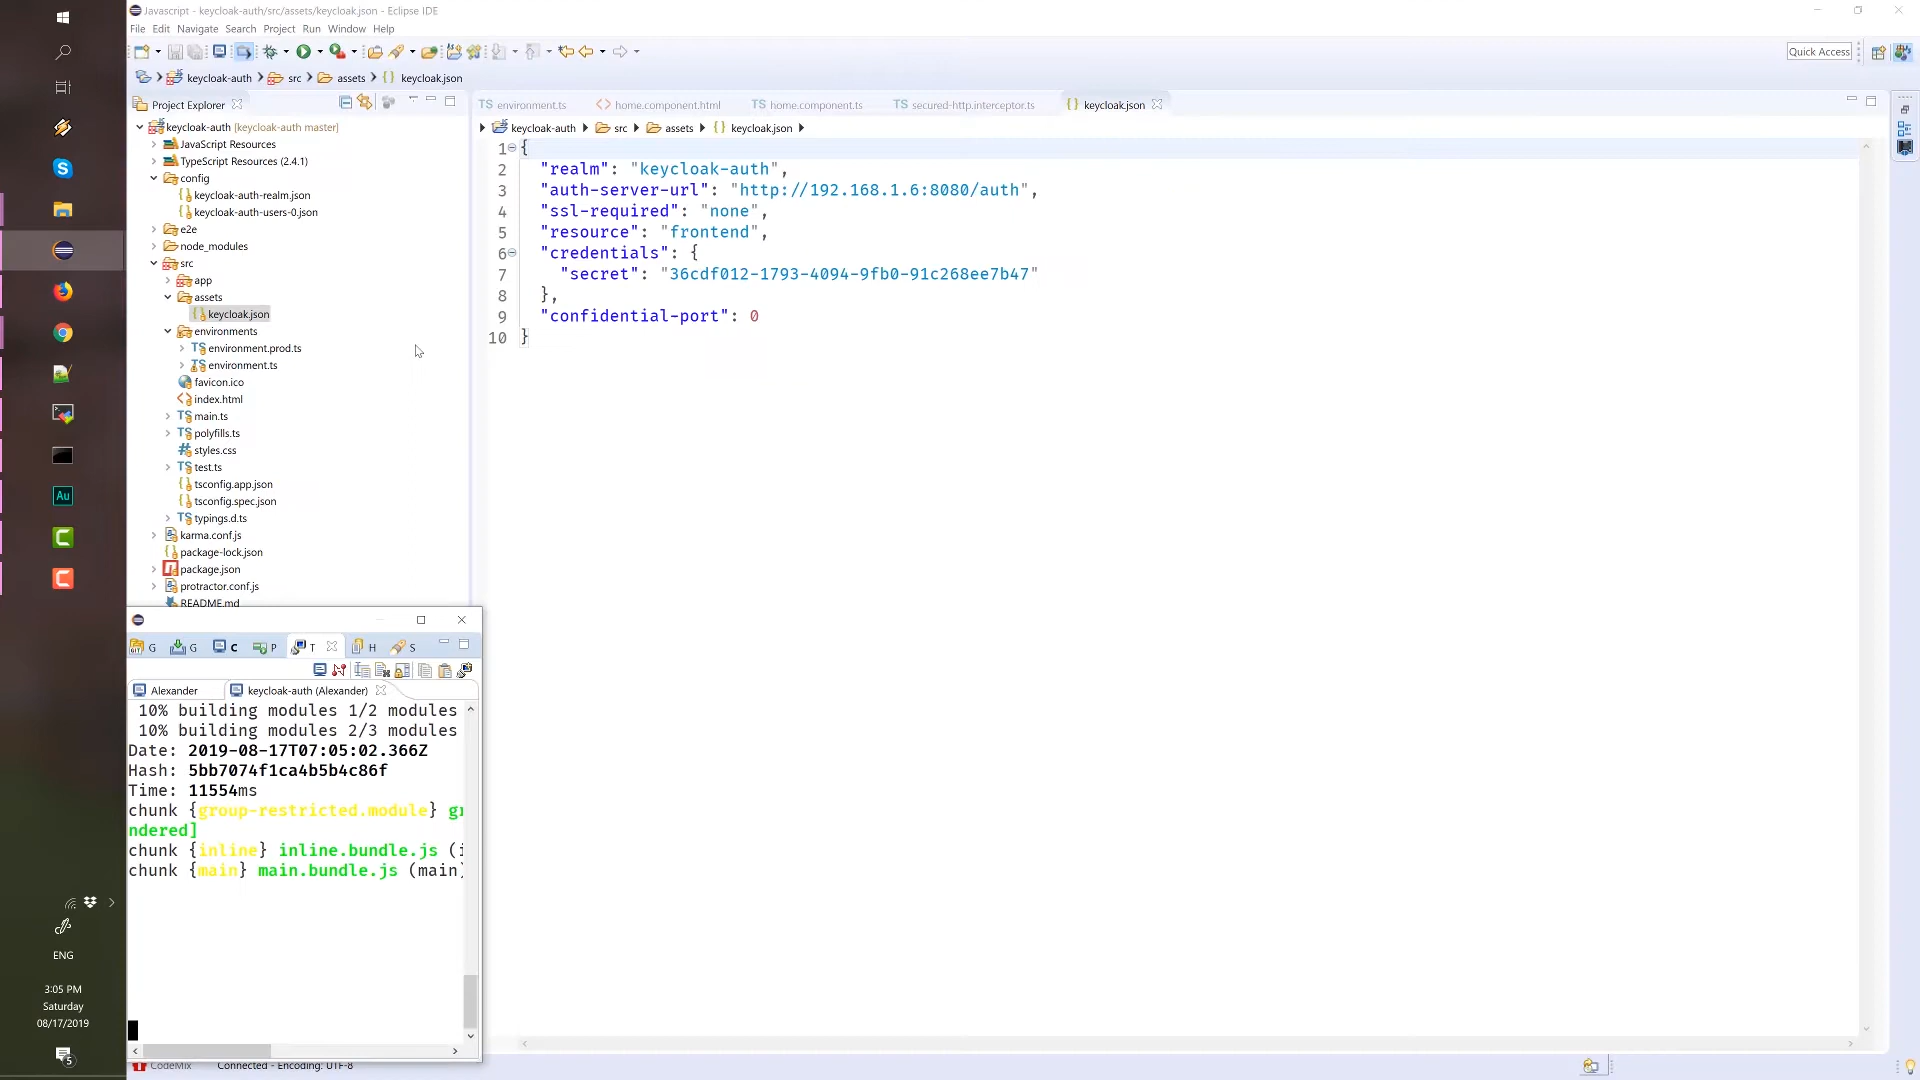 Javascript - keycloak-auth/src/assets/keycloak.json - Eclipse IDE
File Edit Navigate Search Project Run Window Help
Quick Access
keycloak-auth src assets keycloak.json
Project Explorer
keycloak-auth [keycloak-auth master]
JavaScript Resources
TypeScript Resources (2.4.1)
config
keycloak-auth-realm.json
keycloak-auth-users-0.json
e2e
node_modules
src
app
assets
keycloak.json
environments
environment.prod.ts
environment.ts
favicon.ico
index.html
main.ts
polyfills.ts
styles.css
test.ts
tsconfig.app.json
tsconfig.spec.json
typings.d.ts
karma.conf.js
package-lock.json
package.json
protractor.conf.js
README.md
TS environment.ts
home.component.html
TS home.component.ts
TS secured-http.interceptor.ts
{} keycloak.json
keycloak-auth src assets {} keycloak.json
1 {
2 "realm": "keycloak-auth",
3 "auth-server-url": "http://192.168.1.6:8080/auth",
4 "ssl-required": "none",
5 "resource": "frontend",
6 "credentials": {
7 "secret": "36cdf012-1793-4094-9fb0-91c268ee7b47"
8 },
9 "confidential-port": 0
10 }
G G C P T H S
Alexander keycloak-auth (Alexander)
10% building modules 1/2 modules
10% building modules 2/3 modules
Date: 2019-08-17T07:05:02.366Z
Hash: 5bb7074f1ca4b5b4c86f
Time: 11554ms
chunk {group-restricted.module} gr
ndered]
chunk {inline} inline.bundle.js (i
chunk {main} main.bundle.js (main)
CodeMix Connected - Encoding: UTF-8
Au
ENG
3:05 PM
Saturday
08/17/2019
5